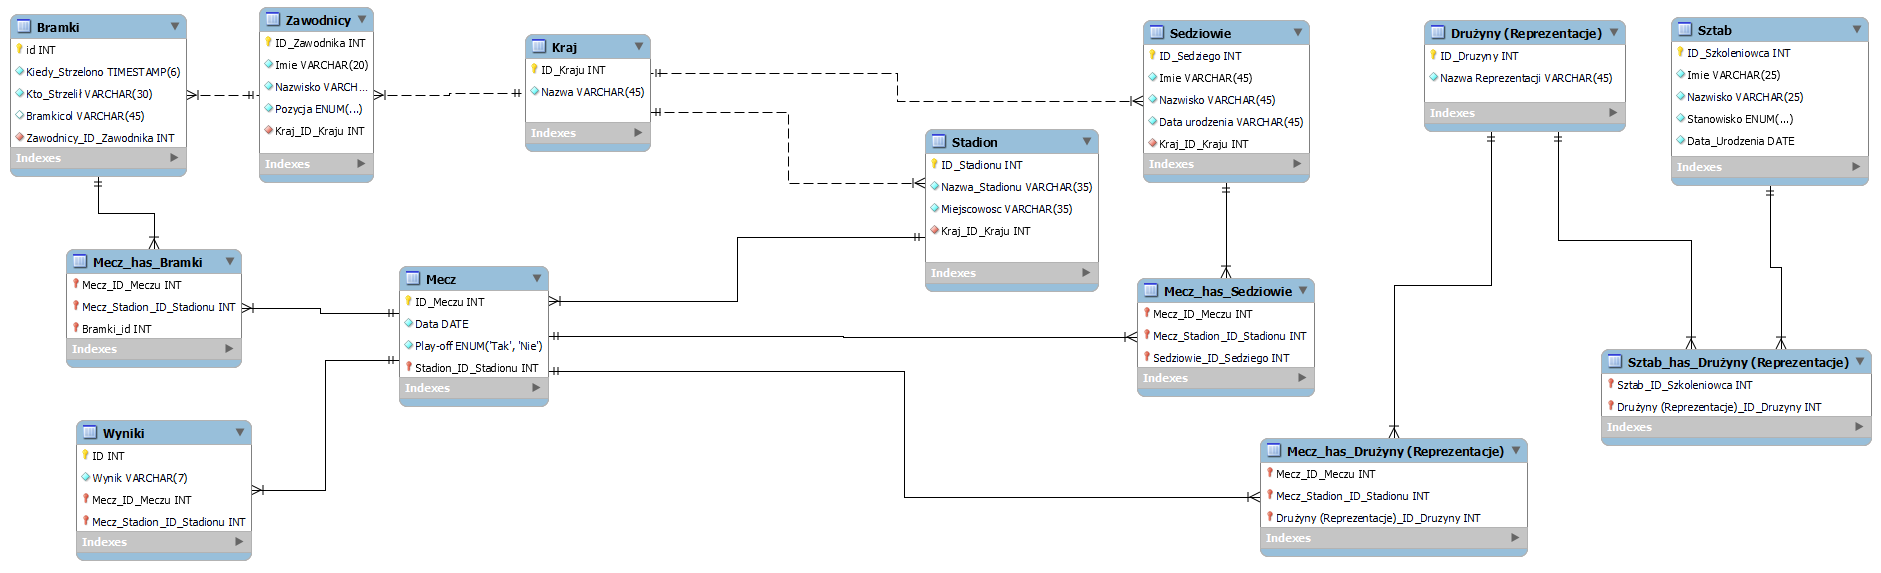 Bramki
id INT
Kiedy_Strzelono TIMESTAMP(6)
Kto_Strzelił VARCHAR(30)
Bramkicol VARCHAR(45)
Zawodnicy_ID_Zawodnika INT
Indexes
Zawodnicy
ID_Zawodnika INT
Imie VARCHAR(20)
Nazwisko VARCH...
Pozycja ENUM(...)
Kraj_ID_Kraju INT
Indexes
Kraj
ID_Kraju INT
Nazwa VARCHAR(45)
Indexes
Stadion
ID_Stadionu INT
Nazwa_Stadionu VARCHAR(35)
Miejscowosc VARCHAR(35)
Kraj_ID_Kraju INT
Indexes
Sedziowie
ID_Sedziego INT
Imie VARCHAR(45)
Nazwisko VARCHAR(45)
Data urodzenia VARCHAR(45)
Kraj_ID_Kraju INT
Indexes
Drużyny (Reprezentacje)
ID_Druzyny INT
Nazwa Reprezentacji VARCHAR(45)
Indexes
Sztab
ID_Szkoleniowca INT
Imie VARCHAR(25)
Nazwisko VARCHAR(25)
Stanowisko ENUM(...)
Data_Urodzenia DATE
Indexes
Mecz_has_Bramki
Mecz_ID_Meczu INT
Mecz_Stadion_ID_Stadionu INT
Bramki_id INT
Indexes
Mecz
ID_Meczu INT
Data DATE
Play-off ENUM('Tak', 'Nie')
Stadion_ID_Stadionu INT
Indexes
Mecz_has_Sedziowie
Mecz_ID_Meczu INT
Mecz_Stadion_ID_Stadionu INT
Sedziowie_ID_Sedziego INT
Indexes
Sztab_has_Drużyny (Reprezentacje)
Sztab_ID_Szkoleniowca INT
Drużyny (Reprezentacje)_ID_Druzyny INT
Indexes
Wyniki
ID INT
Wynik VARCHAR(7)
Mecz_ID_Meczu INT
Mecz_Stadion_ID_Stadionu INT
Indexes
Mecz_has_Drużyny (Reprezentacje)
Mecz_ID_Meczu INT
Mecz_Stadion_ID_Stadionu INT
Drużyny (Reprezentacje)_ID_Druzyny INT
Indexes